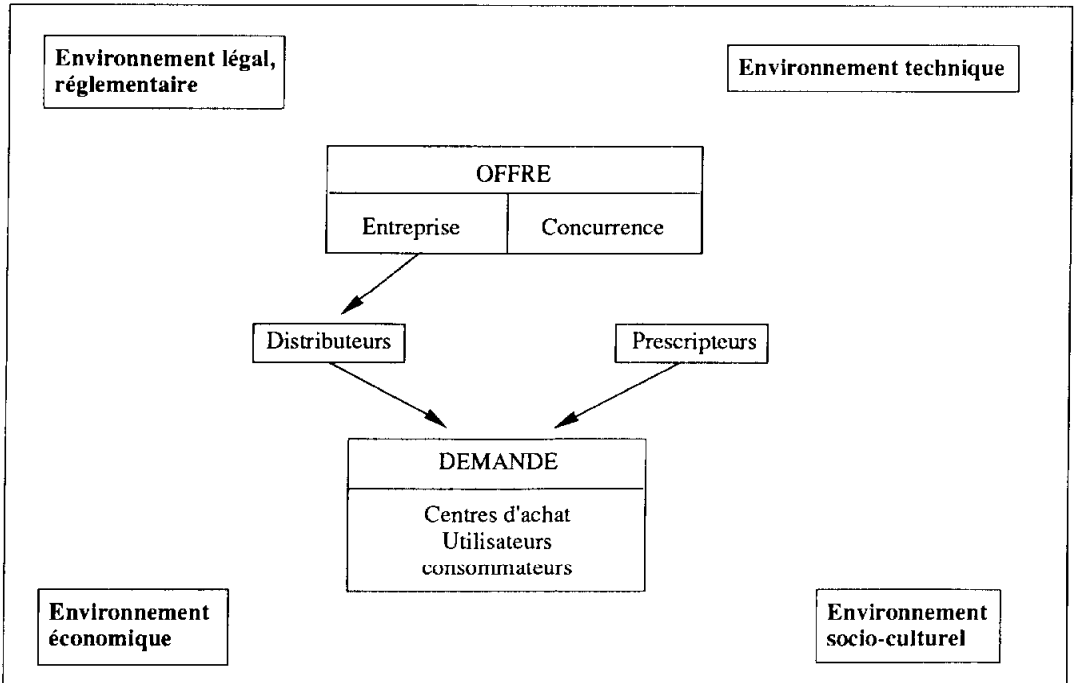 Environnement légal,
réglementaire
Environnement technique
OFFRE
Entreprise
Concurrence
Distributeurs
Prescripteurs
DEMANDE
Centres d'achat
Utilisateurs
consommateurs
Environnement
économique
Environnement
socio-culturel